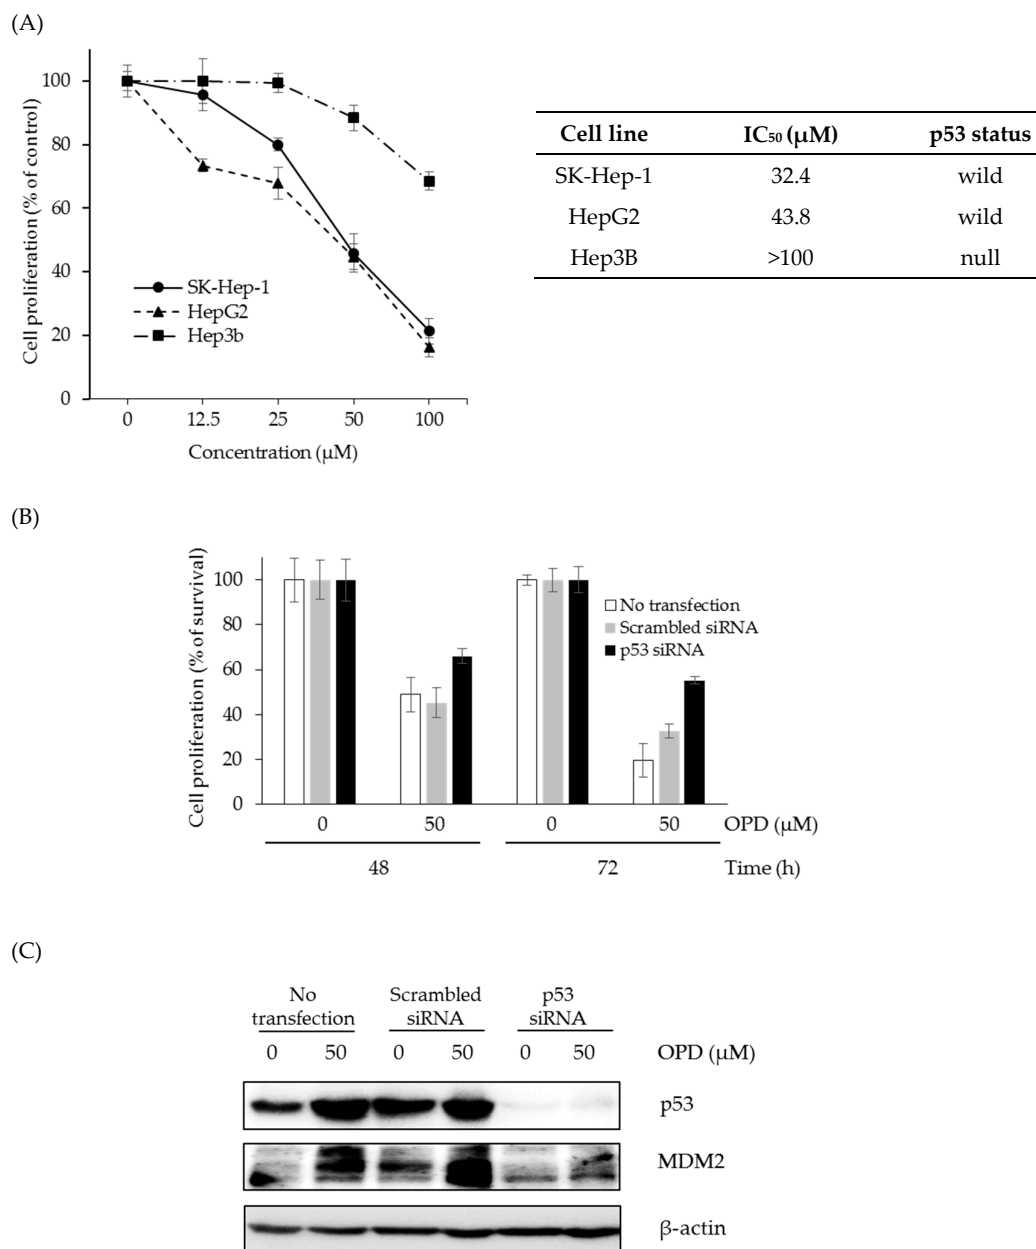 (A)
Cell proliferation (% of control)
100
80
60
40
20
0
SK-Hep-1
HepG2
Hep3b
0 12.5 25 50 100
Concentration (μM)
Cell line IC₅₀ (μM) p53 status
SK-Hep-1 32.4 wild
HepG2 43.8 wild
Hep3B >100 null
(B)
Cell proliferation (% of survival)
100
80
60
40
20
0
No transfection
Scrambled siRNA
p53 siRNA
0 50 0 50 OPD (μM)
48 72 Time (h)
(C)
No transfection
Scrambled siRNA
p53 siRNA
0 50 0 50 0 50 OPD (μM)
p53
MDM2
β-actin